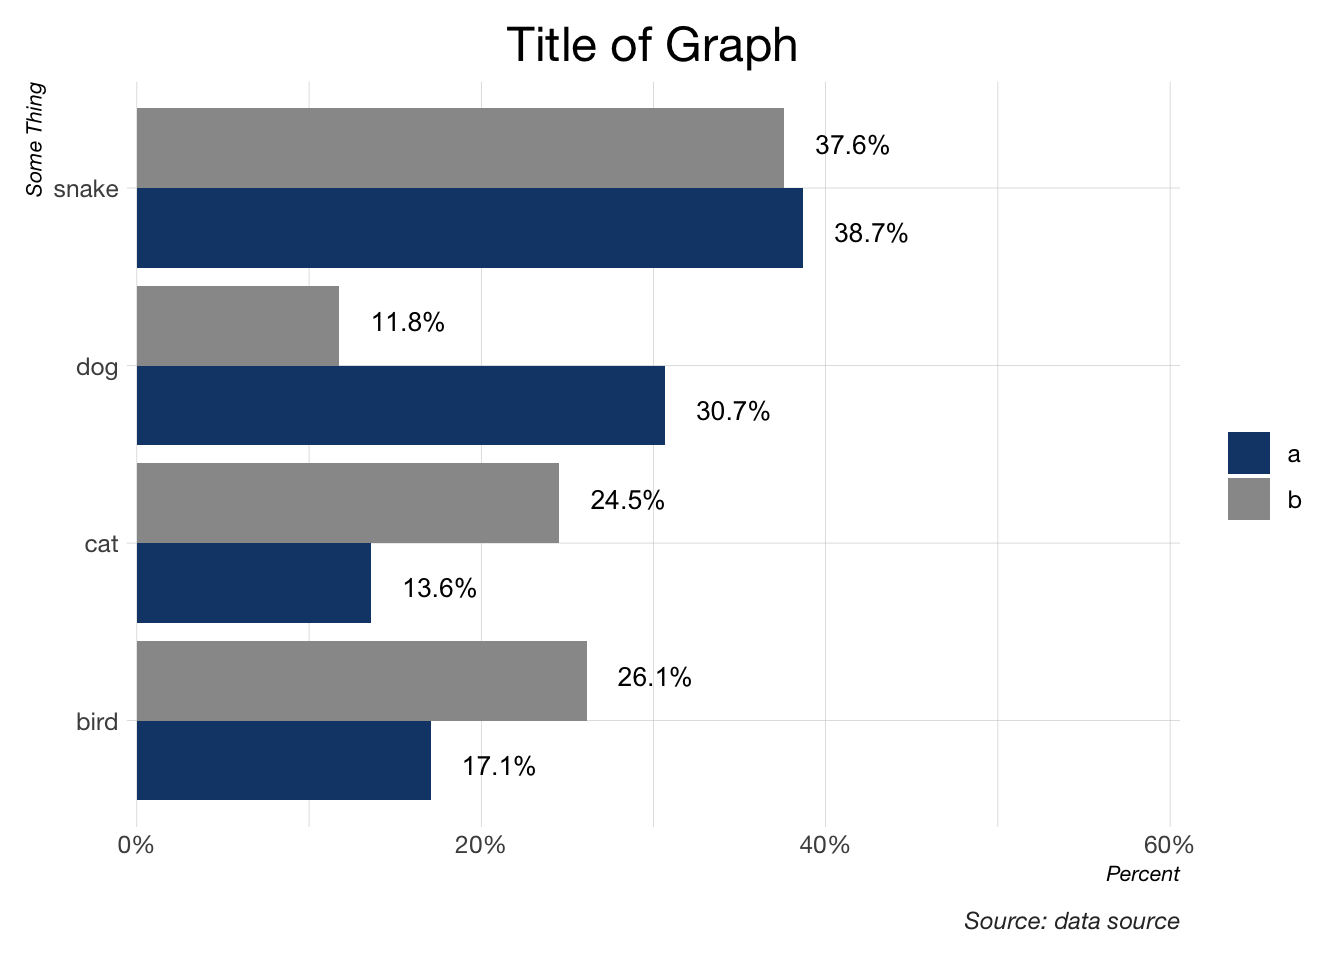 Title of Graph
Some Thing
snake
37.6%
38.7%
dog
11.8%
30.7%
cat
24.5%
13.6%
bird
26.1%
17.1%
a
b
0% 20% 40% 60%
Percent
Source: data source